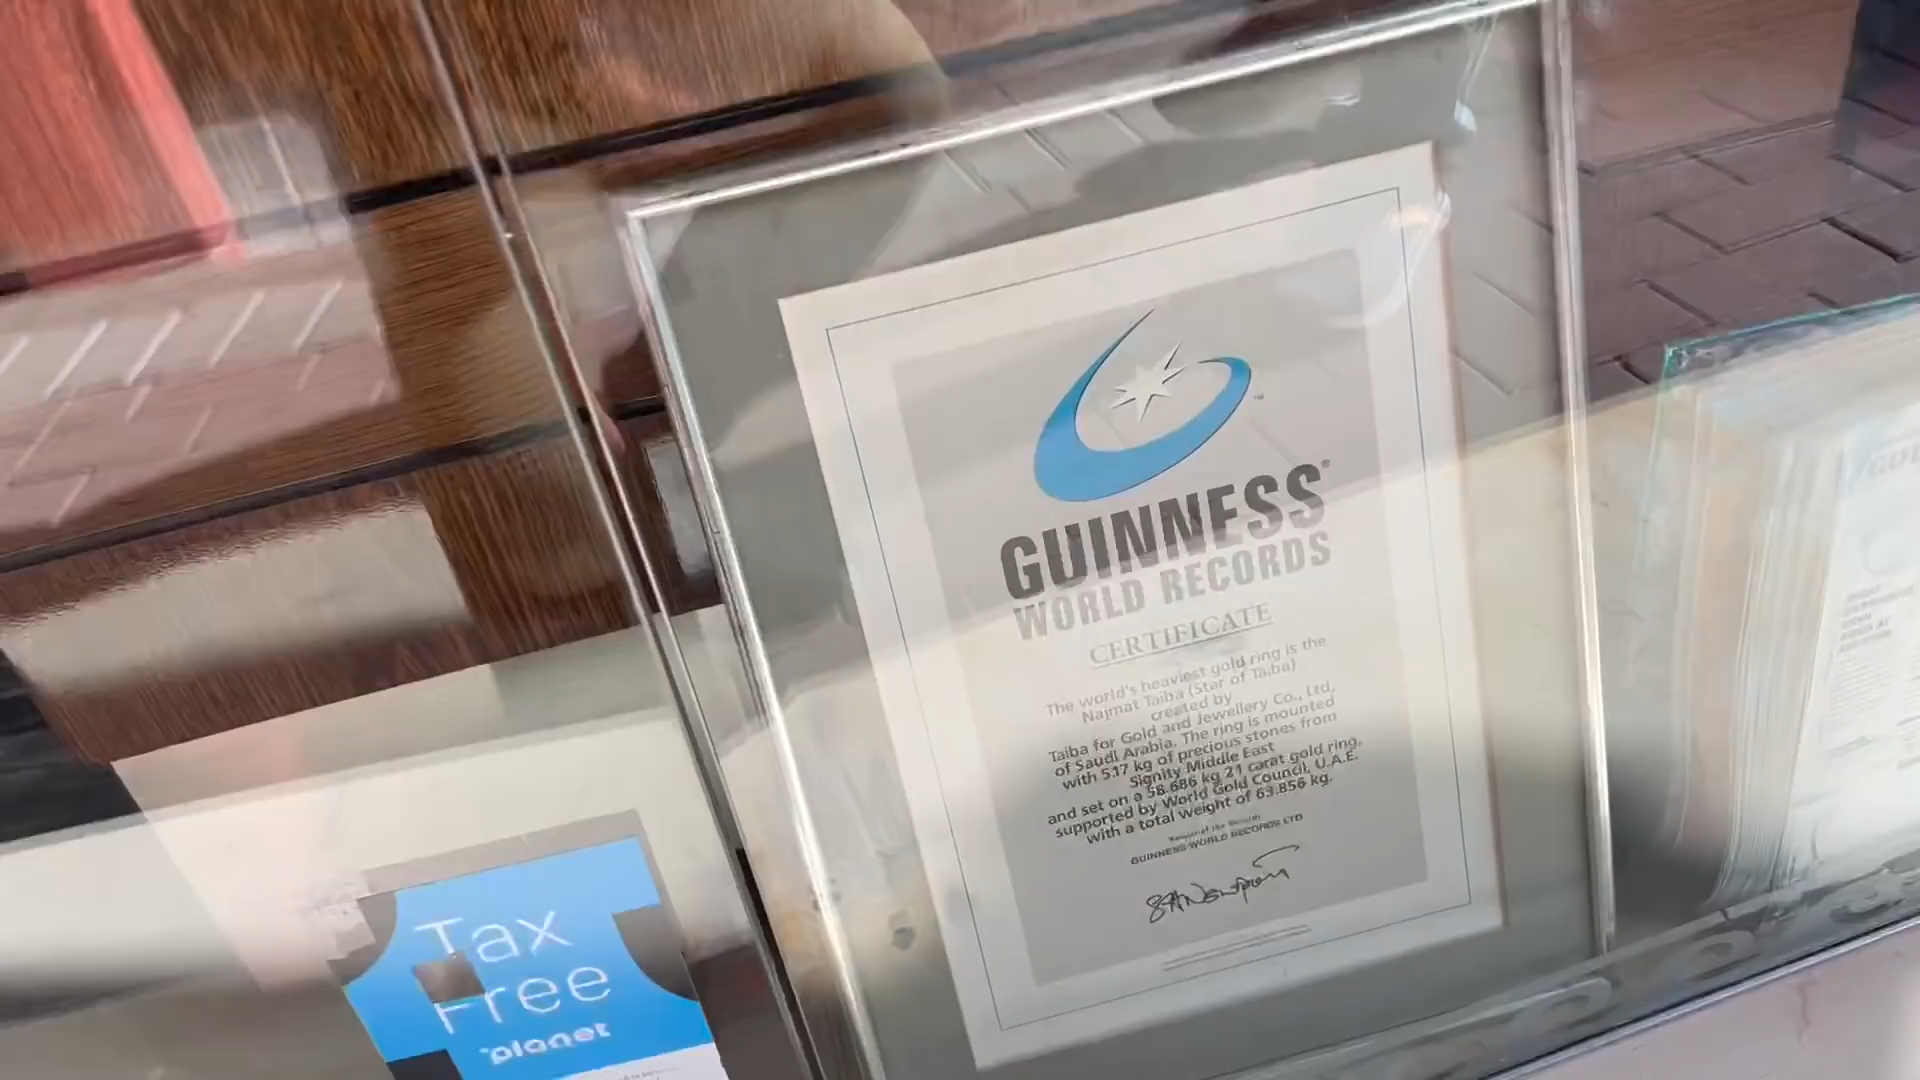 GUINNESS
WORLD RECORDS
CERTIFICATE
The world's heaviest gold ring is the
Najmat Taiba (Star of Taiba)
created by
Taiba for Gold and Jewellery Co., Ltd,
of Saudi Arabia. The ring is mounted
with 5.17 kg of precious stones from
Signity Middle East
and set on a 58.686 kg 21 carat gold ring,
supported by World Gold Council, U.A.E.
with a total weight of 63.856 kg.
Keeper of the Records
GUINNESS WORLD RECORDS LTD
Tax
Free
planet